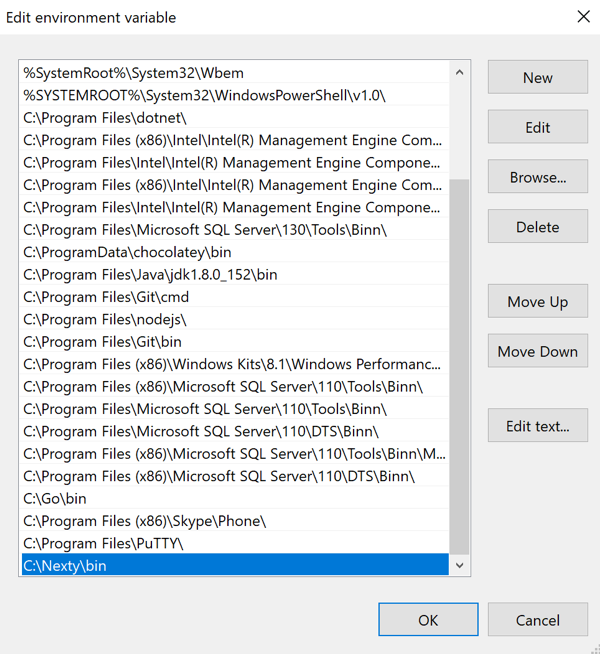 Edit environment variable
%SystemRoot%\System32\Wbem
%SYSTEMROOT%\System32\WindowsPowerShell\v1.0\
C:\Program Files\dotnet\
C:\Program Files (x86)\Intel\Intel(R) Management Engine Com...
C:\Program Files\Intel\Intel(R) Management Engine Compone...
C:\Program Files (x86)\Intel\Intel(R) Management Engine Com...
C:\Program Files\Intel\Intel(R) Management Engine Compone...
C:\Program Files\Microsoft SQL Server\130\Tools\Binn\
C:\ProgramData\chocolatey\bin
C:\Program Files\Java\jdk1.8.0_152\bin
C:\Program Files\Git\cmd
C:\Program Files\nodejs\
C:\Program Files\Git\bin
C:\Program Files (x86)\Windows Kits\8.1\Windows Performanc...
C:\Program Files (x86)\Microsoft SQL Server\110\Tools\Binn\
C:\Program Files\Microsoft SQL Server\110\Tools\Binn\
C:\Program Files\Microsoft SQL Server\110\DTS\Binn\
C:\Program Files (x86)\Microsoft SQL Server\110\Tools\Binn\M...
C:\Program Files (x86)\Microsoft SQL Server\110\DTS\Binn\
C:\Go\bin
C:\Program Files (x86)\Skype\Phone\
C:\Program Files\PuTTY\
C:\Nexty\bin
New
Edit
Browse...
Delete
Move Up
Move Down
Edit text...
OK
Cancel